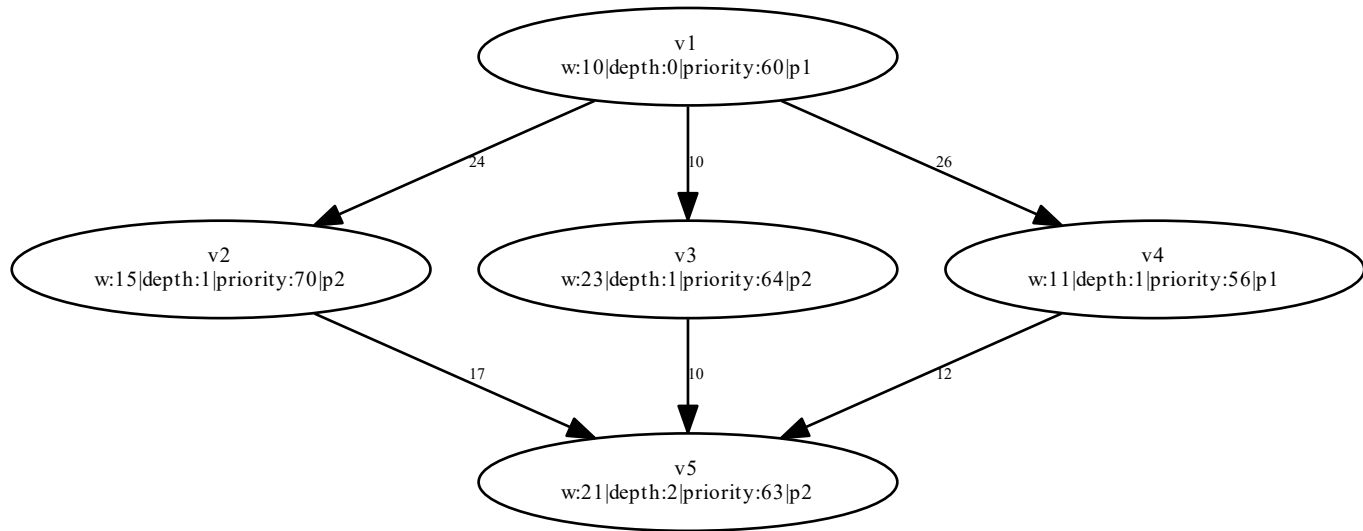 v1
w:10|depth:0|priority:60|p1
24
10
26
v2
w:15|depth:1|priority:70|p2
v3
w:23|depth:1|priority:64|p2
v4
w:11|depth:1|priority:56|p1
17
10
12
v5
w:21|depth:2|priority:63|p2